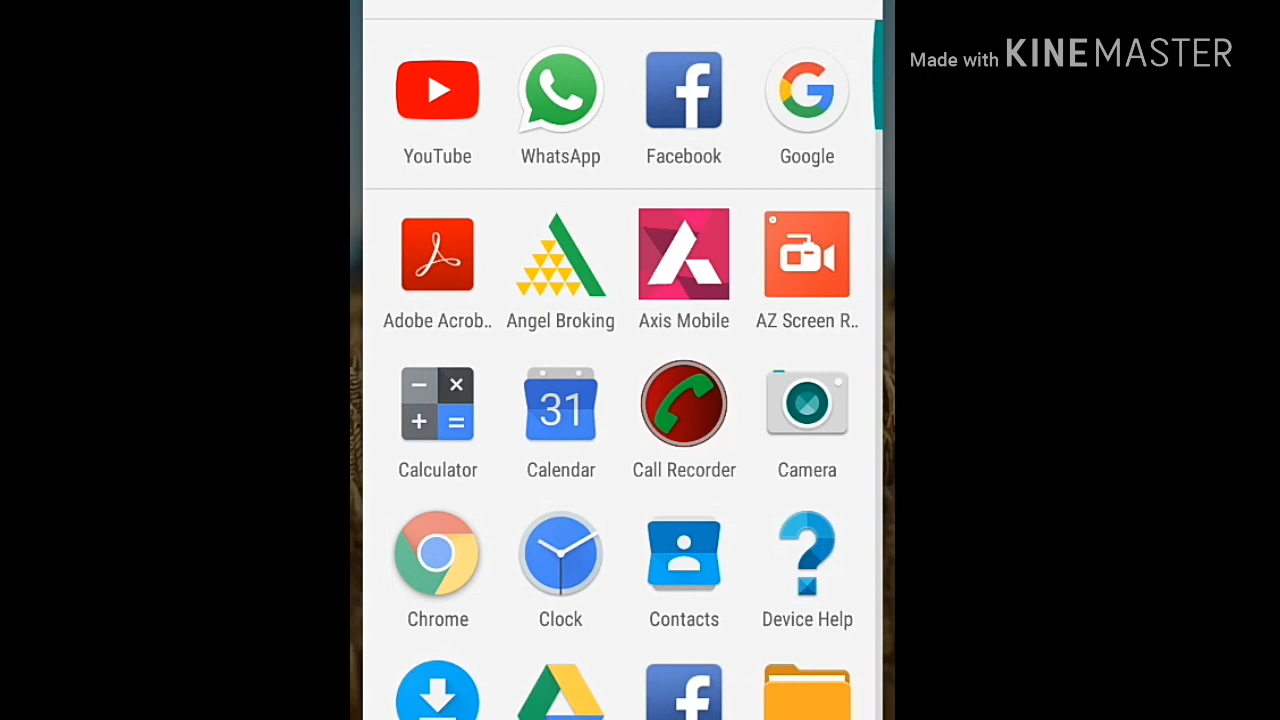 Made with KINEMASTER
YouTube WhatsApp Facebook Google
Adobe Acrob.. Angel Broking Axis Mobile AZ Screen R..
31
Calculator Calendar Call Recorder Camera
Chrome Clock Contacts Device Help